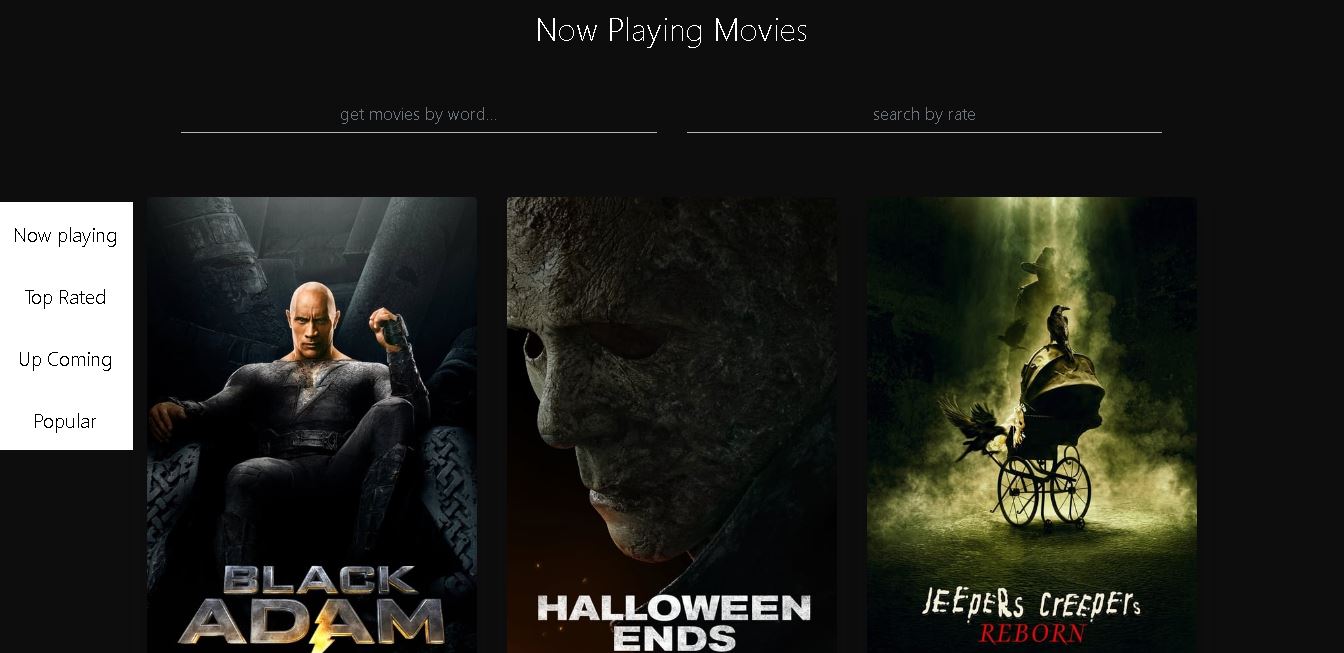 Now Playing Movies
get movies by word...
search by rate
Now playing
Top Rated
Up Coming
Popular
BLACK
ADAM
HALLOWEEN
ENDS
JEEPERS CREEPERS
REBORN